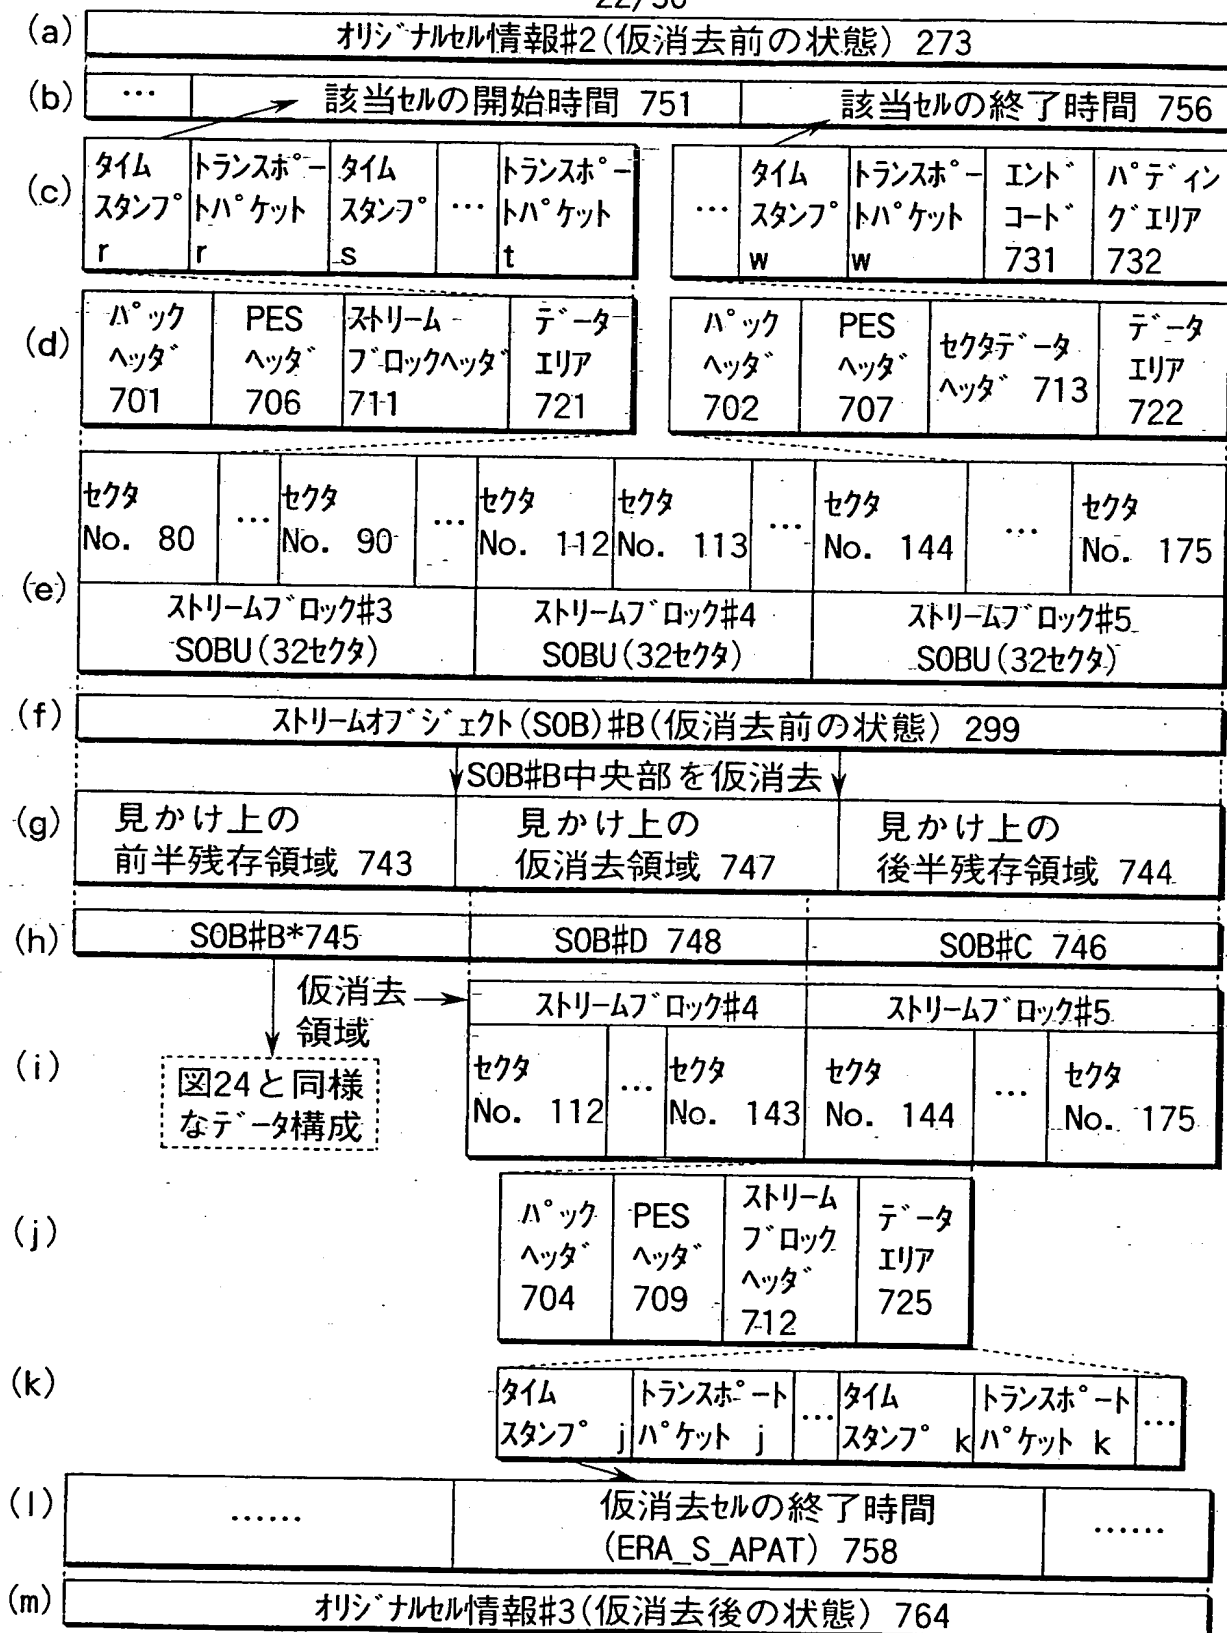 22/36
(a) オリジナルセル情報#2(仮消去前の状態) 273
(b) … 該当セルの開始時間 751 該当セルの終了時間 756
(c)
タイム トランスポー タイム … トランスポー … タイム トランスポー エンド パディン
スタンプ トパケット スタンプ トパケット スタンプ トパケット コード グエリア
r r s t w w 731 732
(d)
パック PES ストリーム データ パック PES セクタデータ データ
ヘッダ ヘッダ ブロックヘッダ エリア ヘッダ ヘッダ ヘッダ 713 エリア
701 706 711 721 702 707 722
(e)
セクタ … セクタ … セクタ セクタ … セクタ … セクタ
No. 80 No. 90 No. 112 No. 113 No. 144 No. 175
ストリームブロック#3 ストリームブロック#4 ストリームブロック#5
SOBU(32セクタ) SOBU(32セクタ) SOBU(32セクタ)
(f) ストリームオブジェクト(SOB)#B(仮消去前の状態) 299
SOB#B中央部を仮消去
(g)
見かけ上の 見かけ上の 見かけ上の
前半残存領域 743 仮消去領域 747 後半残存領域 744
(h) SOB#B*745 SOB#D 748 SOB#C 746
仮消去
領域
図24と同様
なデータ構成
(i)
ストリームブロック#4 ストリームブロック#5
セクタ … セクタ セクタ … セクタ
No. 112 No. 143 No. 144 No. 175
(j)
パック PES ストリーム データ
ヘッダ ヘッダ ブロック エリア
704 709 ヘッダ 725
712
(k)
タイム トランスポート … タイム トランスポート …
スタンプ j パケット j スタンプ k パケット k
(l) …… 仮消去セルの終了時間 ……
(ERA_S_APAT) 758
(m) オリジナルセル情報#3(仮消去後の状態) 764